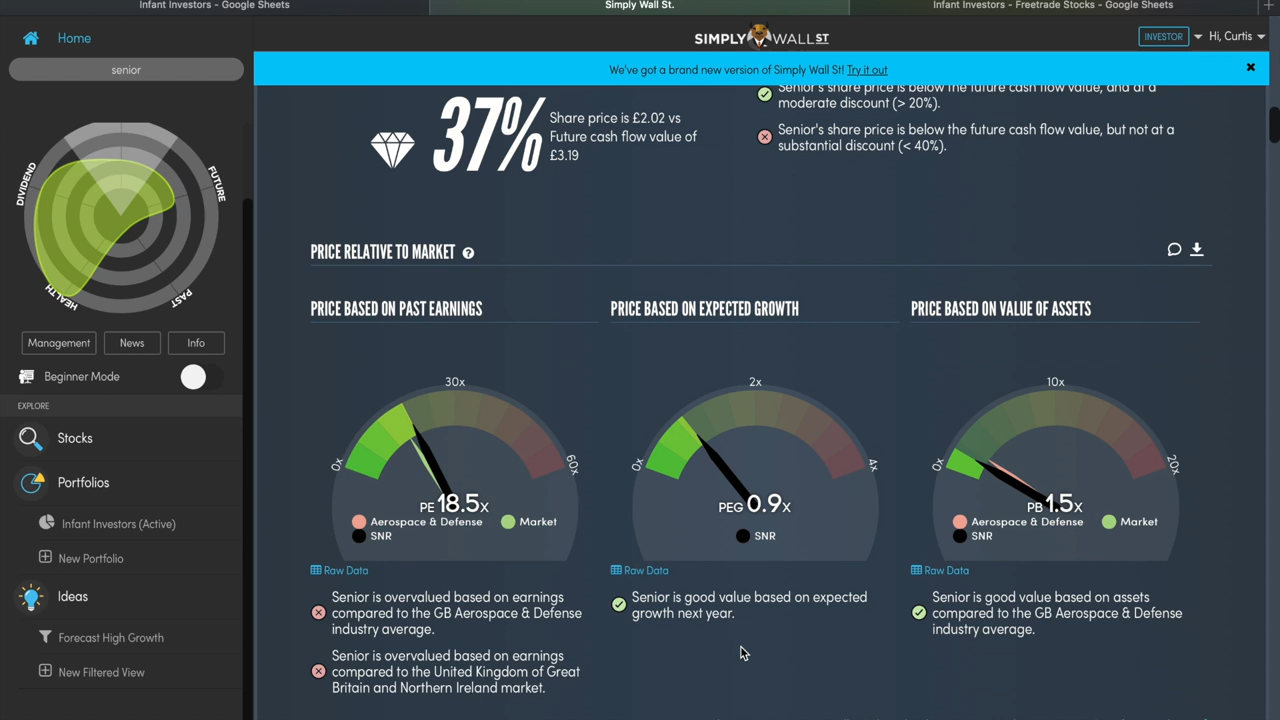 Infant Investors - Google Sheets
Simply Wall St.
Infant Investors - Freetrade Stocks - Google Sheets
Home
SIMPLY WALL ST
INVESTOR
Hi, Curtis
senior
We've got a brand new version of Simply Wall St! Try it out
DIVIDEND
FUTURE
HEALTH
PAST
Management
News
Info
Beginner Mode
EXPLORE
Stocks
Portfolios
Infant Investors (Active)
New Portfolio
Ideas
Forecast High Growth
New Filtered View
37%
Share price is £2.02 vs
Future cash flow value of
£3.19
Senior's share price is below the future cash flow value, and at a
moderate discount (> 20%).
Senior's share price is below the future cash flow value, but not at a
substantial discount (< 40%).
PRICE RELATIVE TO MARKET
PRICE BASED ON PAST EARNINGS
30x
0x
60x
PE 18.5x
Aerospace & Defense
Market
SNR
Raw Data
Senior is overvalued based on earnings
compared to the GB Aerospace & Defense
industry average.
Senior is overvalued based on earnings
compared to the United Kingdom of Great
Britain and Northern Ireland market.
PRICE BASED ON EXPECTED GROWTH
2x
0x
4x
PEG 0.9x
SNR
Raw Data
Senior is good value based on expected
growth next year.
PRICE BASED ON VALUE OF ASSETS
10x
0x
20x
PB 1.5x
Aerospace & Defense
Market
SNR
Raw Data
Senior is good value based on assets
compared to the GB Aerospace & Defense
industry average.